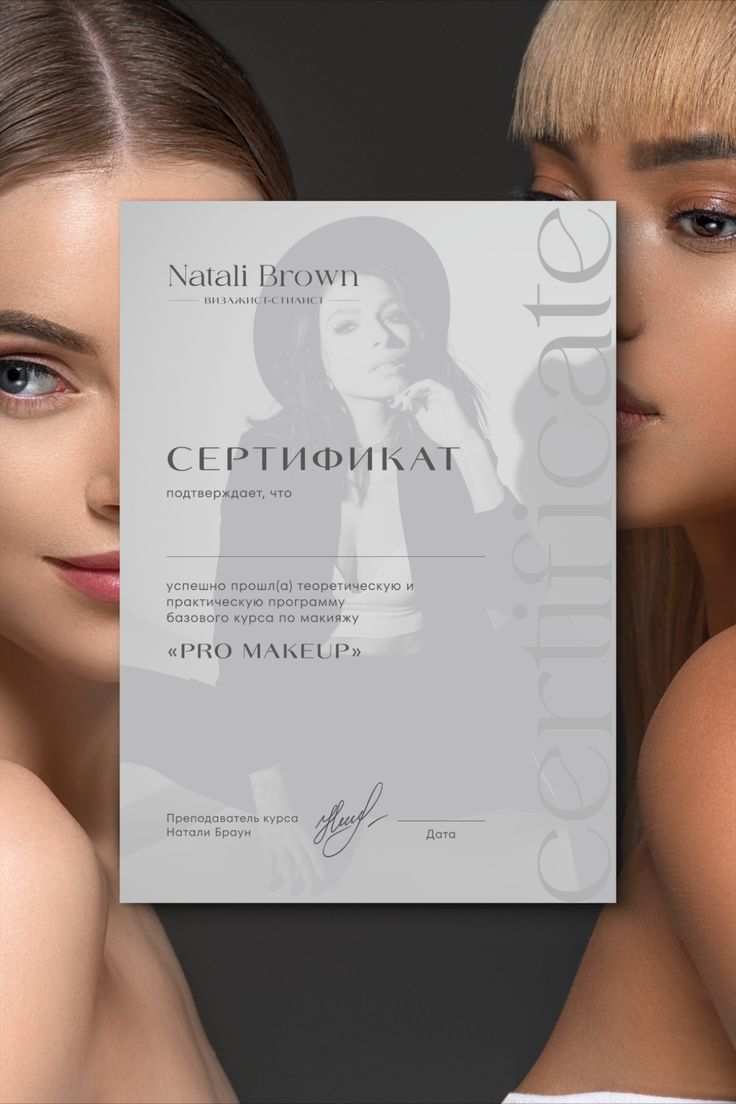 Natali Brown
ВИЗАЖИСТ-СТИЛИСТ
СЕРТИФИКАТ
подтверждает, что
успешно прошл(а) теоретическую и
практическую программу
базового курса по макияжу
«PRO MAKEUP»
Преподаватель курса
Натали Браун
Дата
certificate